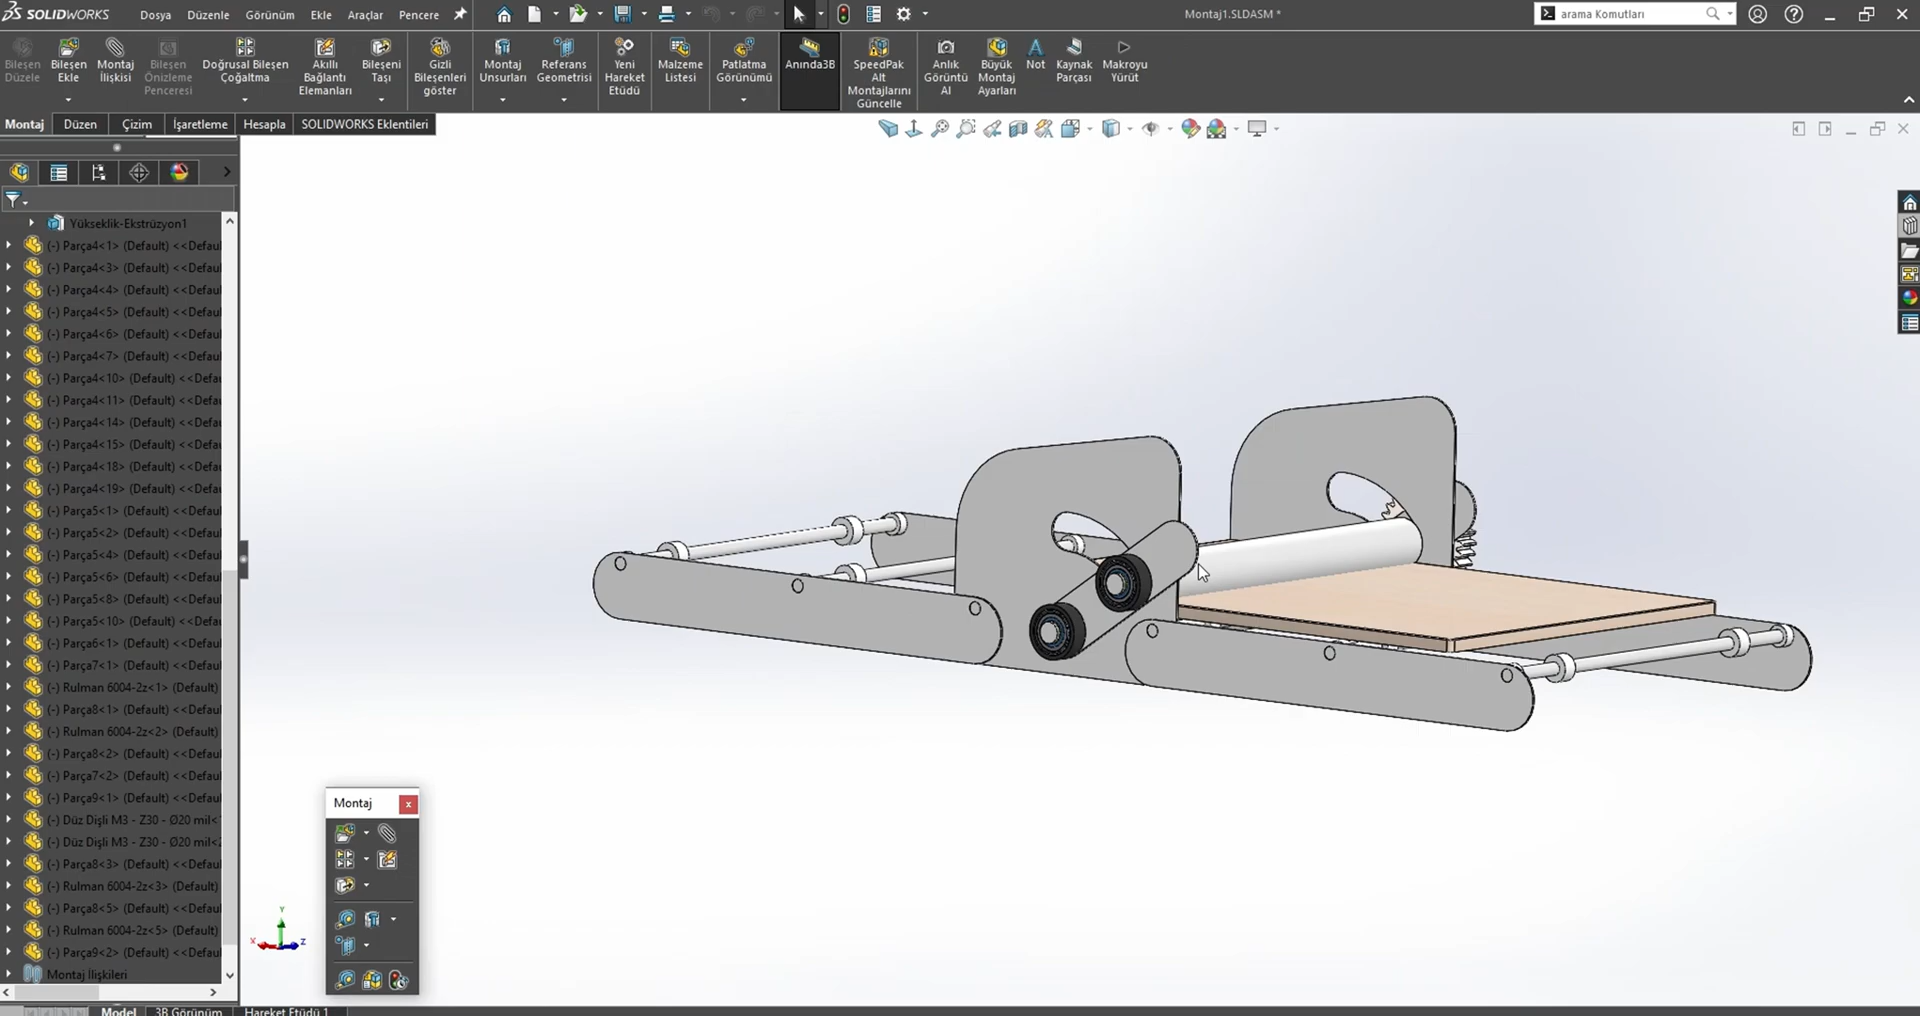 SOLIDWORKS Dosya Düzenle Görünüm Ekle Araçlar Pencere
Montaj1.SLDASM *
arama Komutları
Bileşen Düzele
Bileşen Ekle
Montaj İlişkisi
Bileşen Önizleme Penceresi
Doğrusal Bileşen Çoğaltma
Akıllı Bağlantı Elemanları
Bileşeni Taşı
Gizli Bileşenleri göster
Montaj Unsurları
Referans Geometrisi
Yeni Hareket Etüdü
Malzeme Listesi
Patlatma Görünümü
Anında3B
SpeedPak Alt Montajlarını Güncelle
Anlık Görüntü Al
Büyük Montaj Ayarları
Not
Kaynak Parçası
Makroyu Yürüt
Montaj Düzen Çizim İşaretleme Hesapla SOLIDWORKS Eklentileri
Yükseklik-Ekstrüzyon1
(-) Parça4<1> (Default) <<Defaul
(-) Parça4<3> (Default) <<Defaul
(-) Parça4<4> (Default) <<Defaul
(-) Parça4<5> (Default) <<Defaul
(-) Parça4<6> (Default) <<Defaul
(-) Parça4<7> (Default) <<Defaul
(-) Parça4<10> (Default) <<Defau
(-) Parça4<11> (Default) <<Defau
(-) Parça4<14> (Default) <<Defau
(-) Parça4<15> (Default) <<Defau
(-) Parça4<18> (Default) <<Defau
(-) Parça4<19> (Default) <<Defau
(-) Parça5<1> (Default) <<Defaul
(-) Parça5<2> (Default) <<Defaul
(-) Parça5<4> (Default) <<Defaul
(-) Parça5<6> (Default) <<Defaul
(-) Parça5<8> (Default) <<Defaul
(-) Parça5<10> (Default) <<Defau
(-) Parça6<1> (Default) <<Defaul
(-) Parça7<1> (Default) <<Defaul
(-) Rulman 6004-2z<1> (Default)
(-) Parça8<1> (Default) <<Defaul
(-) Rulman 6004-2z<2> (Default)
(-) Parça8<2> (Default) <<Defaul
(-) Parça7<2> (Default) <<Defaul
(-) Parça9<1> (Default) <<Defaul
(-) Düz Dişli M3 - Z30 - Ø20 mil<
(-) Düz Dişli M3 - Z30 - Ø20 mil<2
(-) Parça8<3> (Default) <<Defaul
(-) Rulman 6004-2z<3> (Default)
(-) Parça8<5> (Default) <<Defaul
(-) Rulman 6004-2z<5> (Default)
(-) Parça9<2> (Default) <<Defaul
Montaj İlişkileri
Montaj
Y
X
Z
Model 3B Görünüm Hareket Etüdü 1